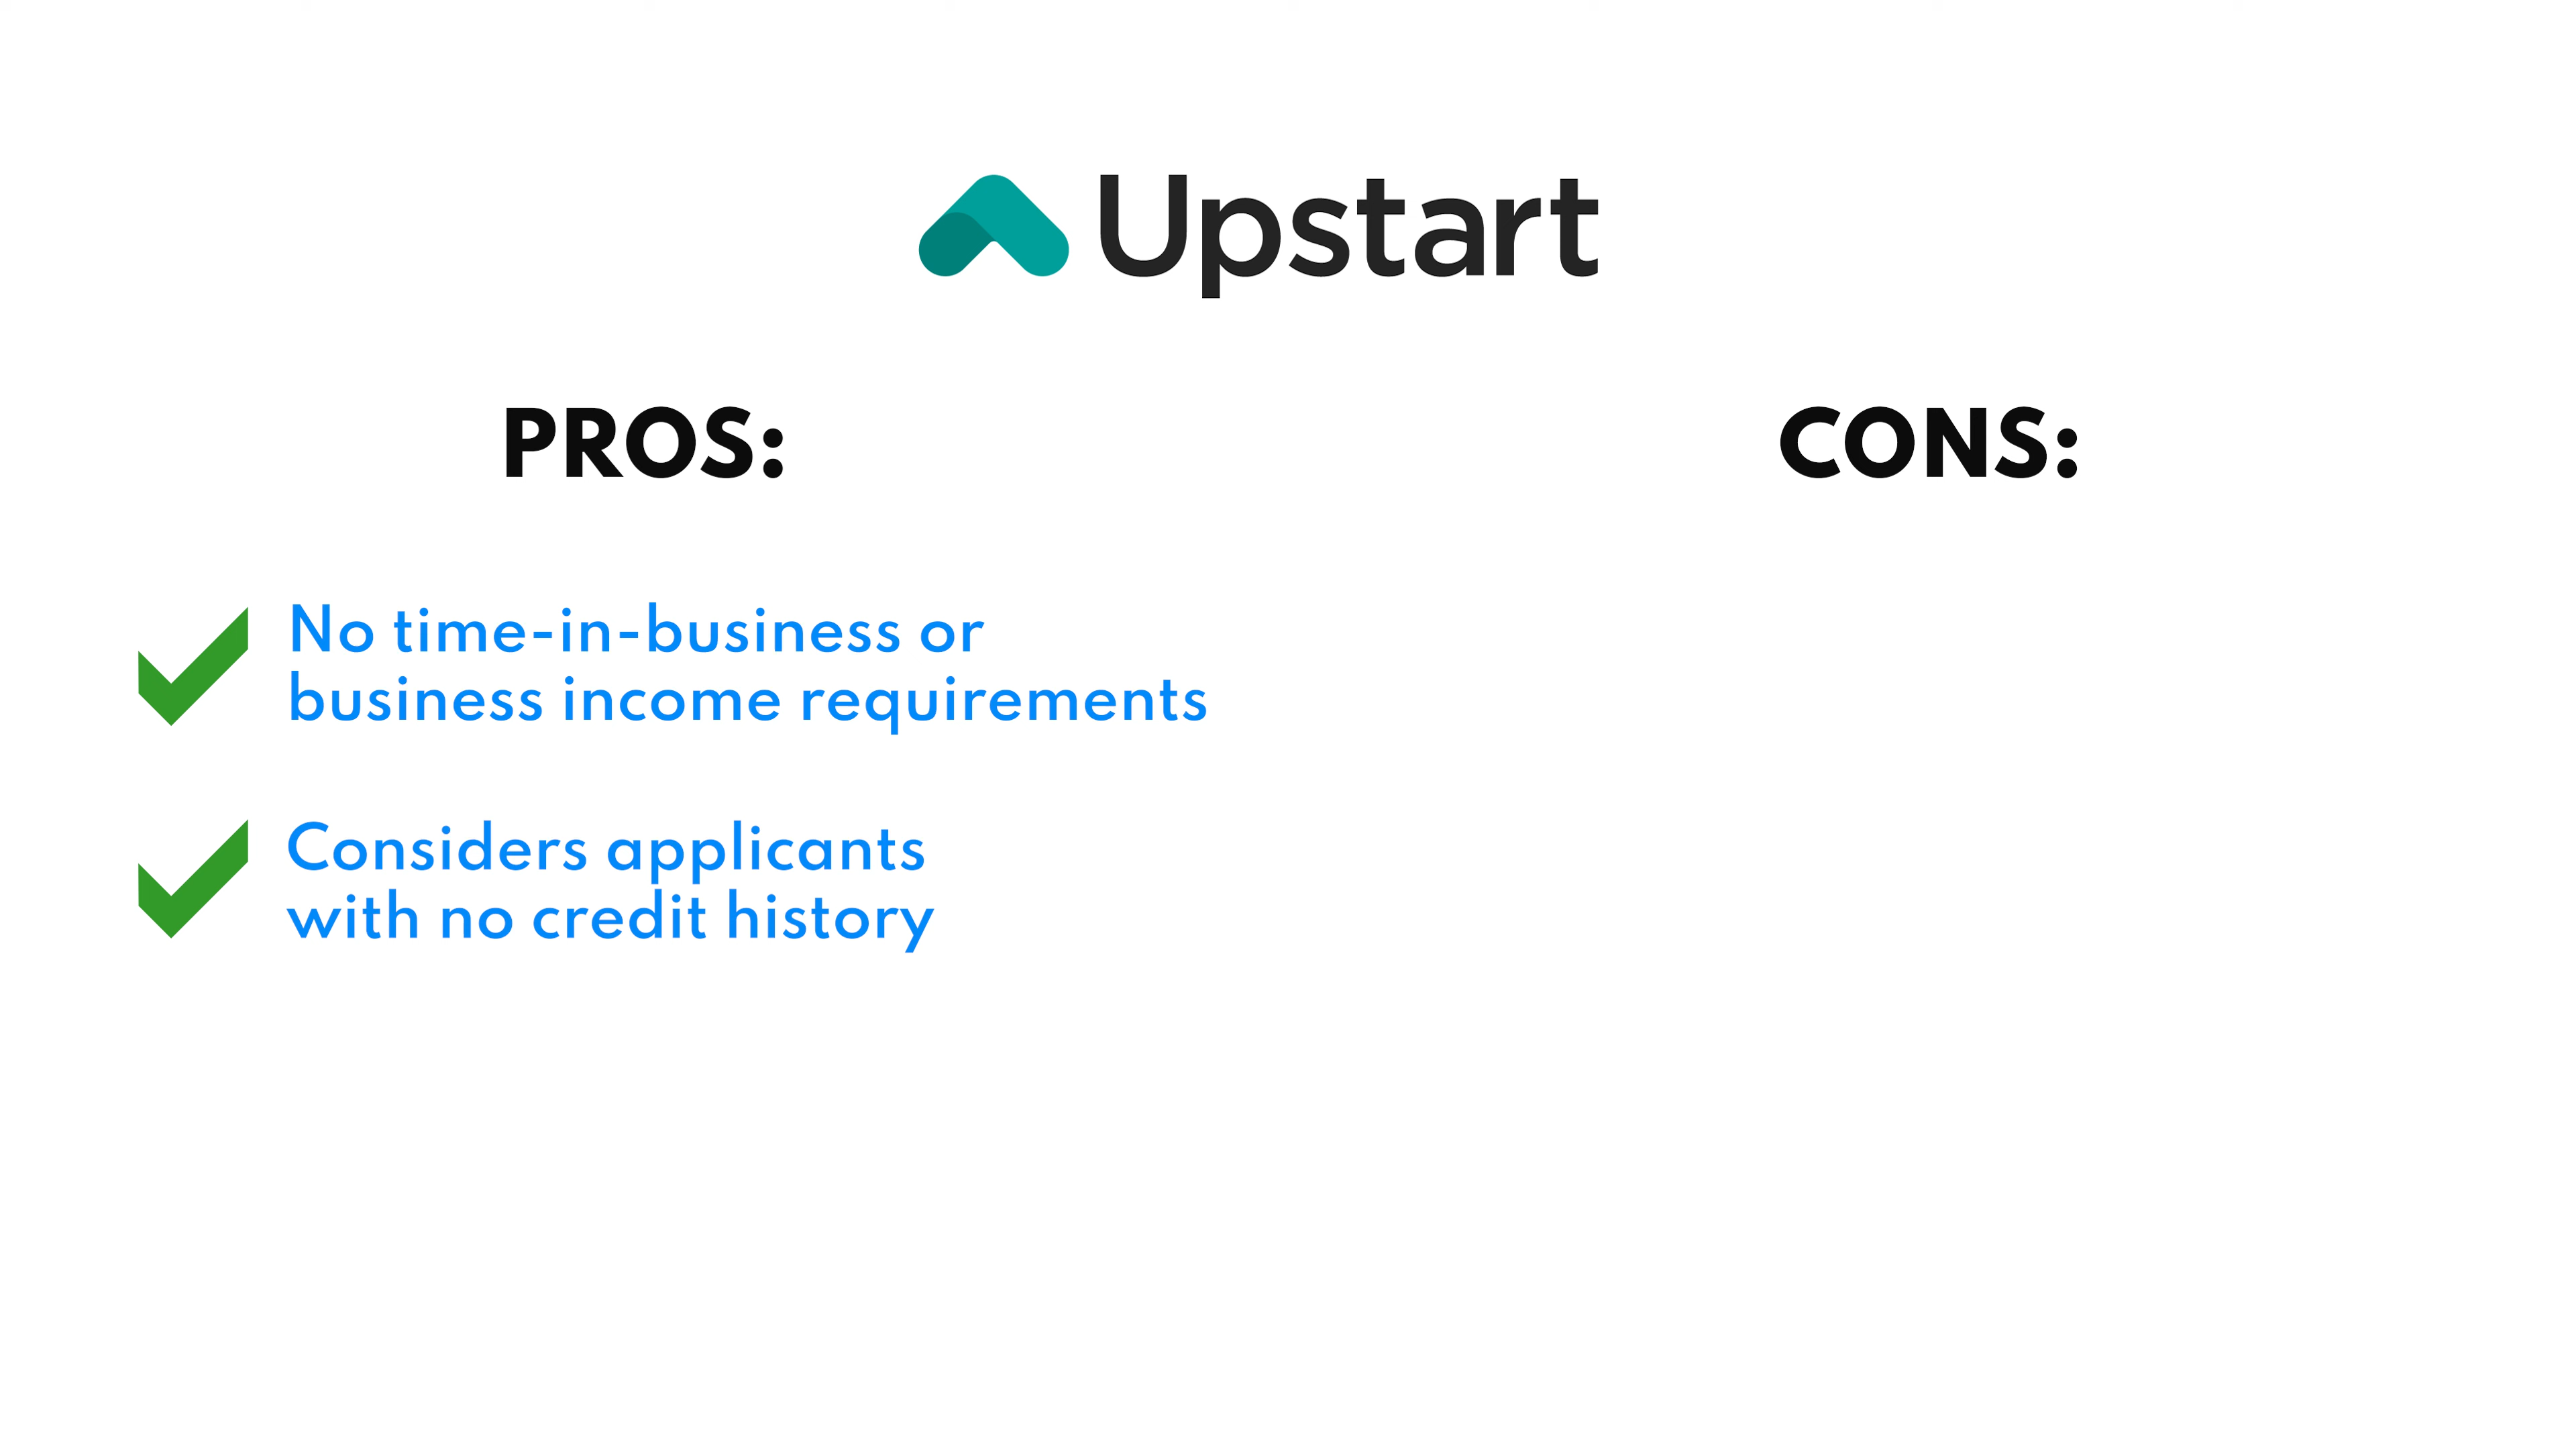 Upstart
PROS:
CONS:
No time-in-business or
business income requirements
Considers applicants
with no credit history